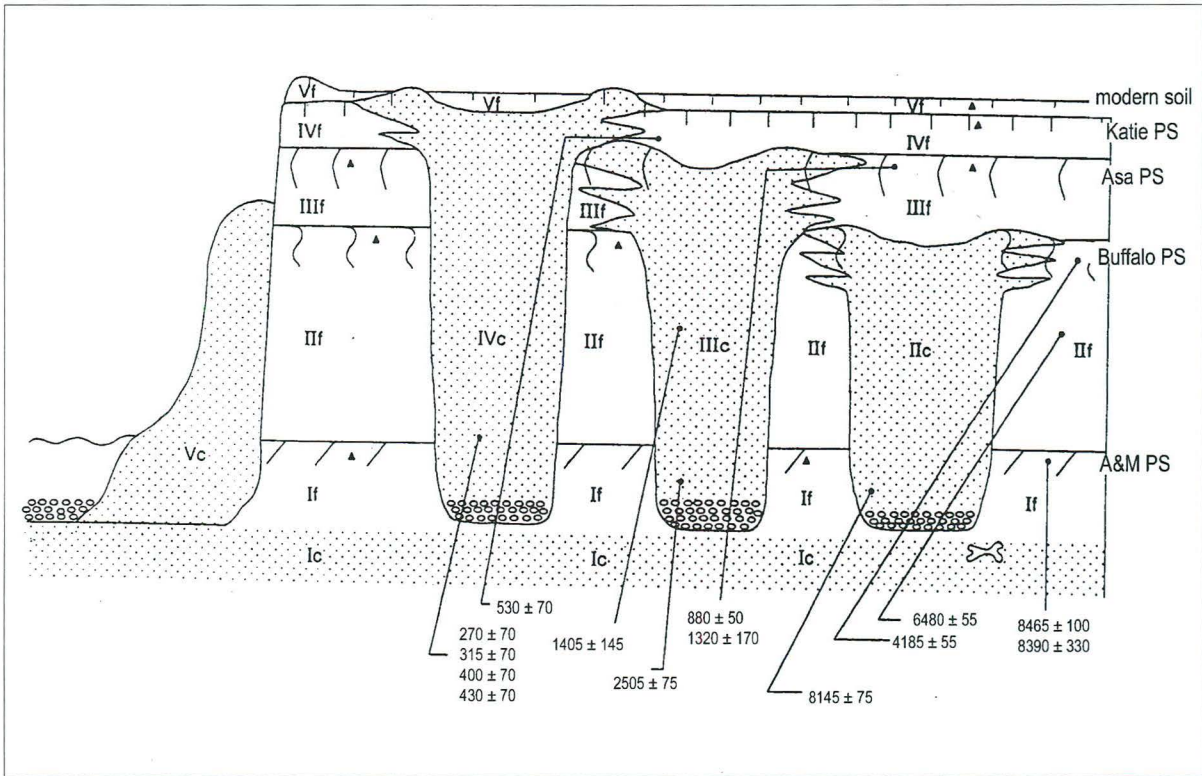 Vf
Vf
Vf
modern soil
IVf
IVf
Katie PS
Asa PS
IIIf
IIIf
IIIf
Buffalo PS
IIf
IVc
IIf
IIIc
IIf
IIc
IIf
Vc
A&M PS
If
If
If
If
Ic
Ic
530 ± 70
270 ± 70
315 ± 70
400 ± 70
430 ± 70
1405 ± 145
2505 ± 75
880 ± 50
1320 ± 170
8145 ± 75
6480 ± 55
4185 ± 55
8465 ± 100
8390 ± 330